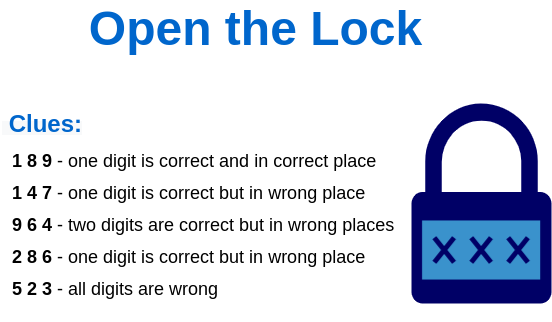 Open the Lock
Clues:
1 8 9 - one digit is correct and in correct place
1 4 7 - one digit is correct but in wrong place
9 6 4 - two digits are correct but in wrong places
2 8 6 - one digit is correct but in wrong place
5 2 3 - all digits are wrong
X X X